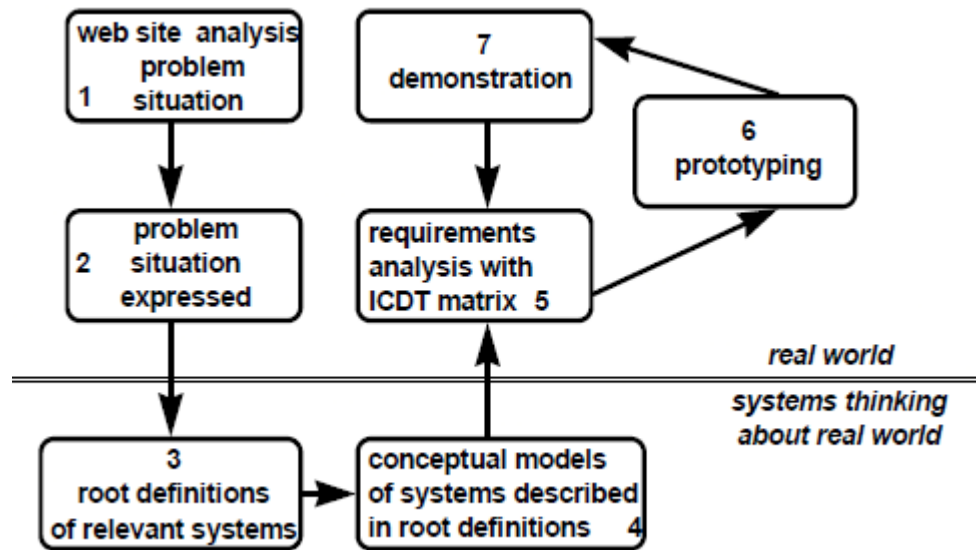 web site analysis
problem
1 situation
problem
2 situation
expressed
3
root definitions
of relevant systems
conceptual models
of systems described
in root definitions 4
requirements
analysis with
ICDT matrix 5
6
prototyping
7
demonstration
real world
systems thinking
about real world